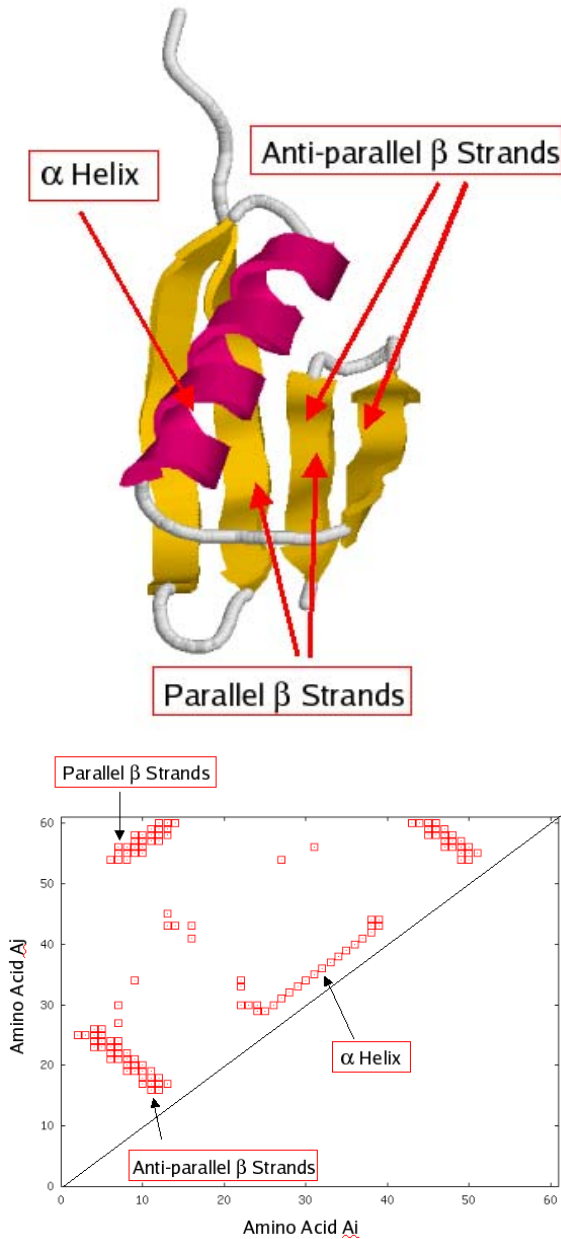 Anti-parallel β Strands
α Helix
Parallel β Strands
Parallel β Strands
60
50
40
30
20
10
0
Amino Acid Aj
α Helix
Anti-parallel β Strands
0 10 20 30 40 50 60
Amino Acid Ai